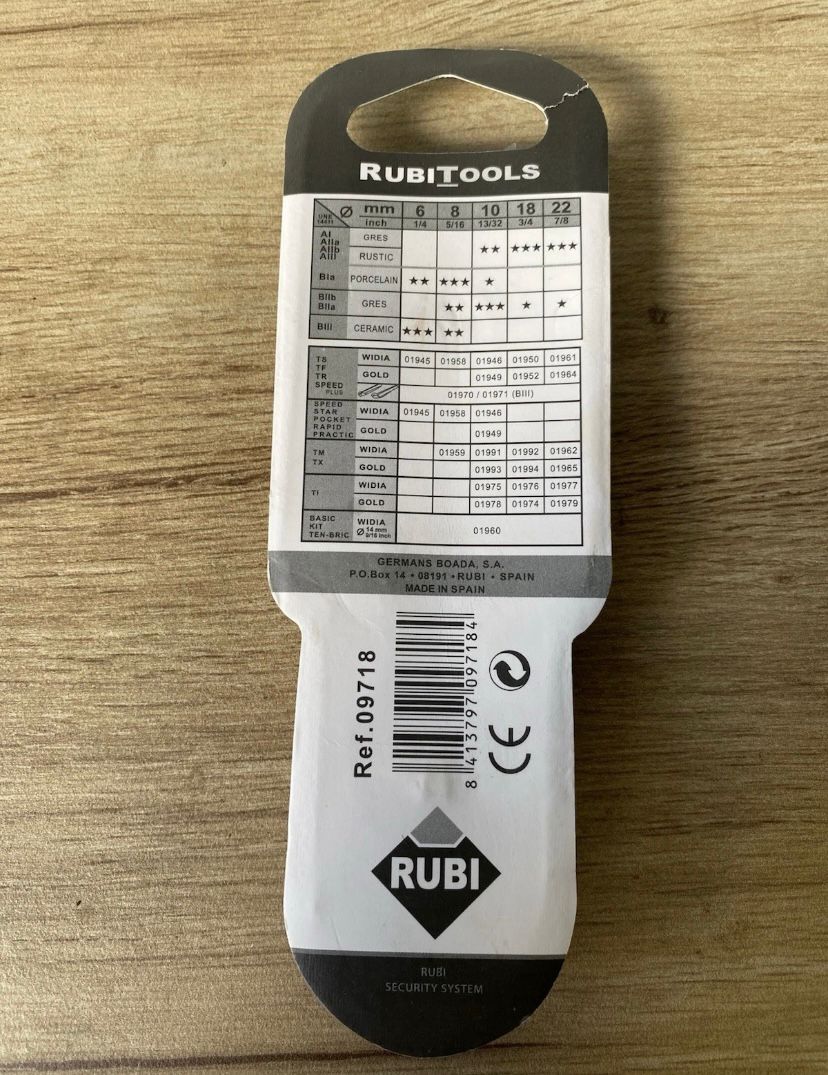 RUBITOOLS
UNE 14411 Ø mm 6 8 10 18 22
inch 1/4 5/16 13/32 3/4 7/8
AI AIIa AIIb AIII GRES
RUSTIC ★★ ★★★ ★★★
BIa PORCELAIN ★★ ★★★ ★
BIIb BIIa GRES ★★ ★★★ ★ ★
BIII CERAMIC ★★★ ★★
TS TF TR SPEED PLUS WIDIA 01945 01958 01946 01950 01961
GOLD 01949 01952 01964
01970 / 01971 (BIII)
SPEED STAR POCKET RAPID PRACTIC WIDIA 01945 01958 01946
GOLD 01949
TM TX WIDIA 01959 01991 01992 01962
GOLD 01993 01994 01965
TI WIDIA 01975 01976 01977
GOLD 01978 01974 01979
BASIC KIT TEN-BRIC WIDIA Ø 14 mm 9/16 inch 01960
GERMANS BOADA, S.A.
P.O.Box 14 • 08191 • RUBI • SPAIN
MADE IN SPAIN
Ref.09718
8 413797 097184
CE
RUBI
RUBI
SECURITY SYSTEM